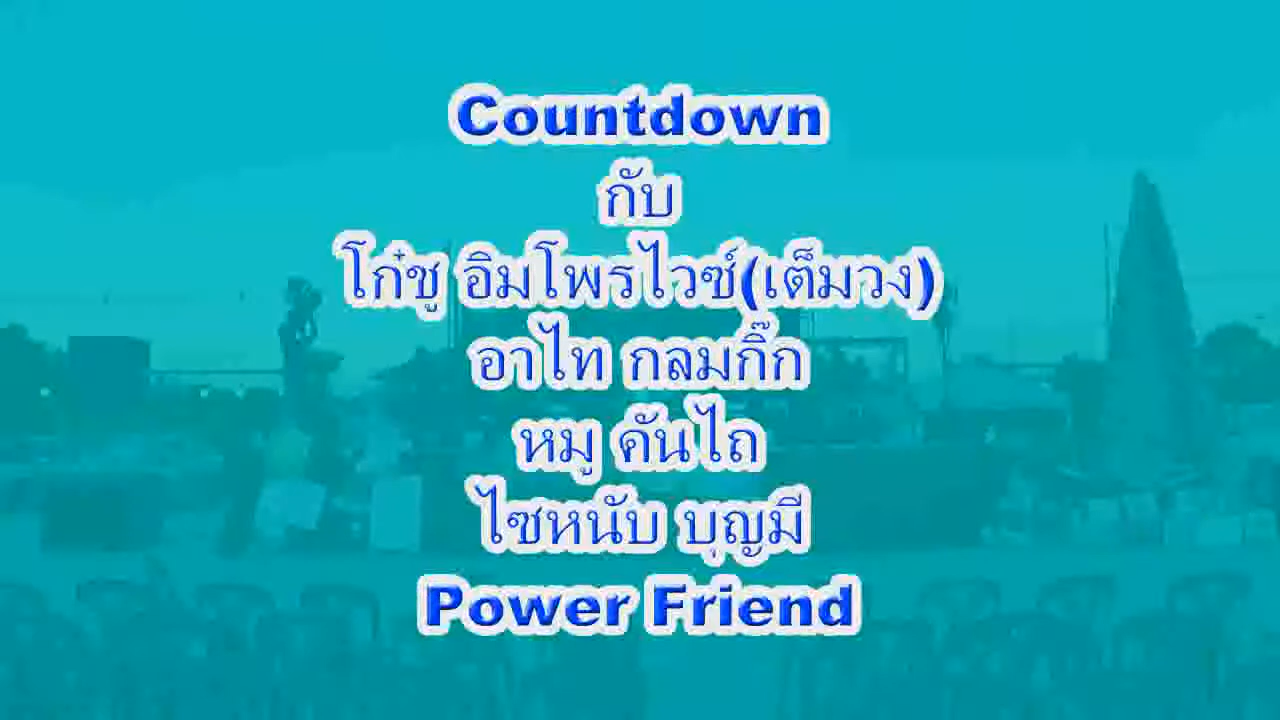 Countdown
กับ
โก๋ชู อิมโพรไวซ์(เต็มวง)
อาไท กลมกิ๊ก
หมู คันไถ
ไซหนับ บุญมี
Power Friend